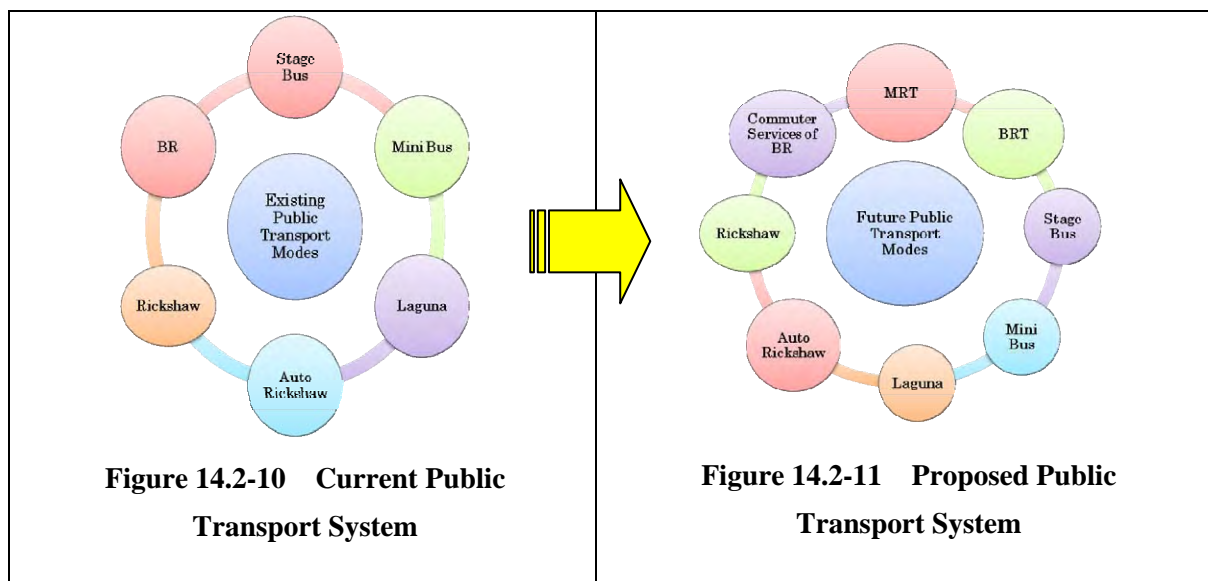 Stage
Bus
Mini Bus
Laguna
Auto
Rickshaw
Rickshaw
BR
Existing
Public
Transport
Modes
Figure 14.2-10 Current Public
Transport System
MRT
BRT
Stage
Bus
Mini
Bus
Laguna
Auto
Rickshaw
Rickshaw
Commuter
Services of
BR
Future Public
Transport
Modes
Figure 14.2-11 Proposed Public
Transport System